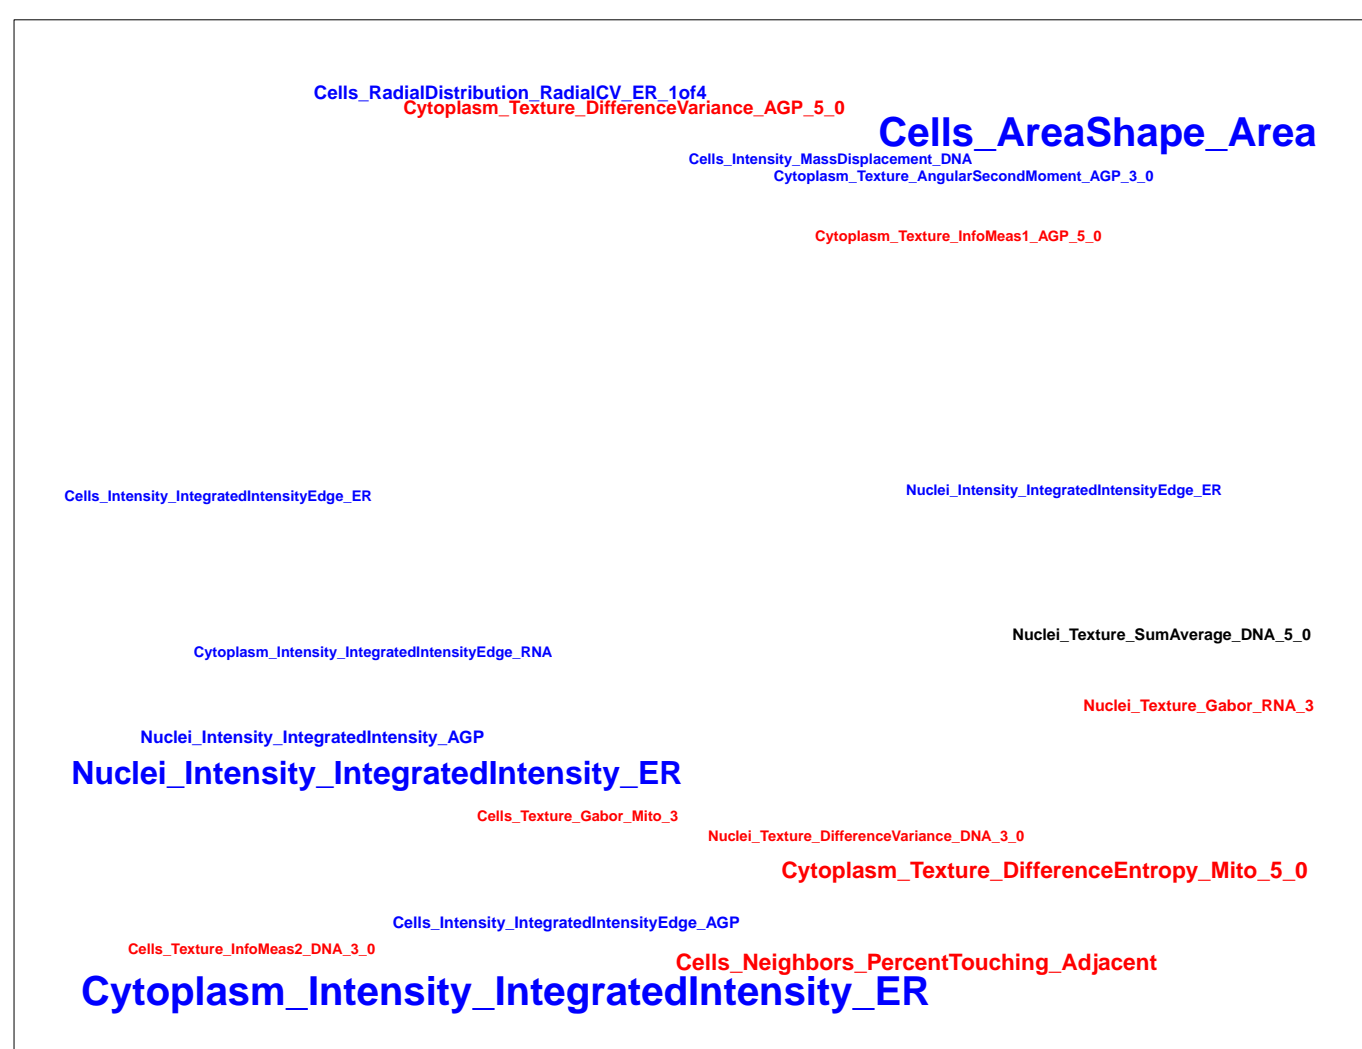 Cells_RadialDistribution_RadialCV_ER_1of4
Cytoplasm_Texture_DifferenceVariance_AGP_5_0
Cells_AreaShape_Area
Cells_Intensity_MassDisplacement_DNA
Cytoplasm_Texture_AngularSecondMoment_AGP_3_0
Cytoplasm_Texture_InfoMeas1_AGP_5_0
Cells_Intensity_IntegratedIntensityEdge_ER
Nuclei_Intensity_IntegratedIntensityEdge_ER
Nuclei_Texture_SumAverage_DNA_5_0
Cytoplasm_Intensity_IntegratedIntensityEdge_RNA
Nuclei_Texture_Gabor_RNA_3
Nuclei_Intensity_IntegratedIntensity_AGP
Nuclei_Intensity_IntegratedIntensity_ER
Cells_Texture_Gabor_Mito_3
Nuclei_Texture_DifferenceVariance_DNA_3_0
Cytoplasm_Texture_DifferenceEntropy_Mito_5_0
Cells_Intensity_IntegratedIntensityEdge_AGP
Cells_Texture_InfoMeas2_DNA_3_0
Cells_Neighbors_PercentTouching_Adjacent
Cytoplasm_Intensity_IntegratedIntensity_ER